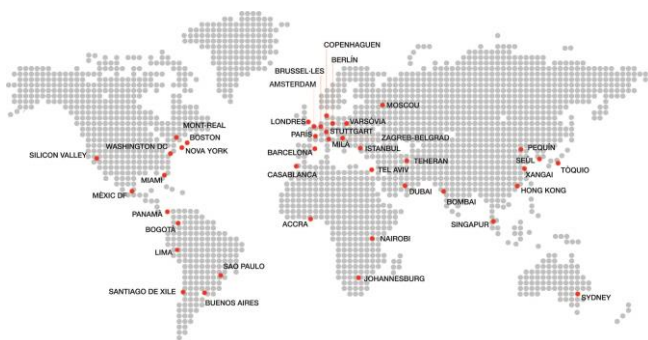 COPENHAGUEN
BERLÍN
BRUSSEL·LES
AMSTERDAM
MOSCOU
MONT-REAL
LONDRES
VARSÒVIA
BOSTON
STUTTGART
WASHINGTON DC
PARIS
ZAGREB-BELGRAD
NOVA YORK
MILÀ
PEQUÍN
SILICON VALLEY
BARCELONA
ISTANBUL
SEÜL
TEHERAN
TÒQUIO
CASABLANCA
TEL AVIV
XANGAI
MIAMI
MÈXIC DF
DUBAI
HONG KONG
BOMBAI
PANAMÀ
ACCRA
SINGAPUR
BOGOTÀ
NAIROBI
LIMA
SAO PAULO
JOHANNESBURG
SANTIAGO DE XILE
SYDNEY
BUENOS AIRES